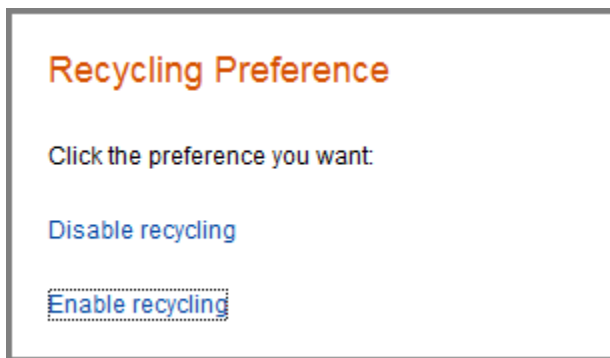 Recycling Preference
Click the preference you want:
Disable recycling
Enable recycling